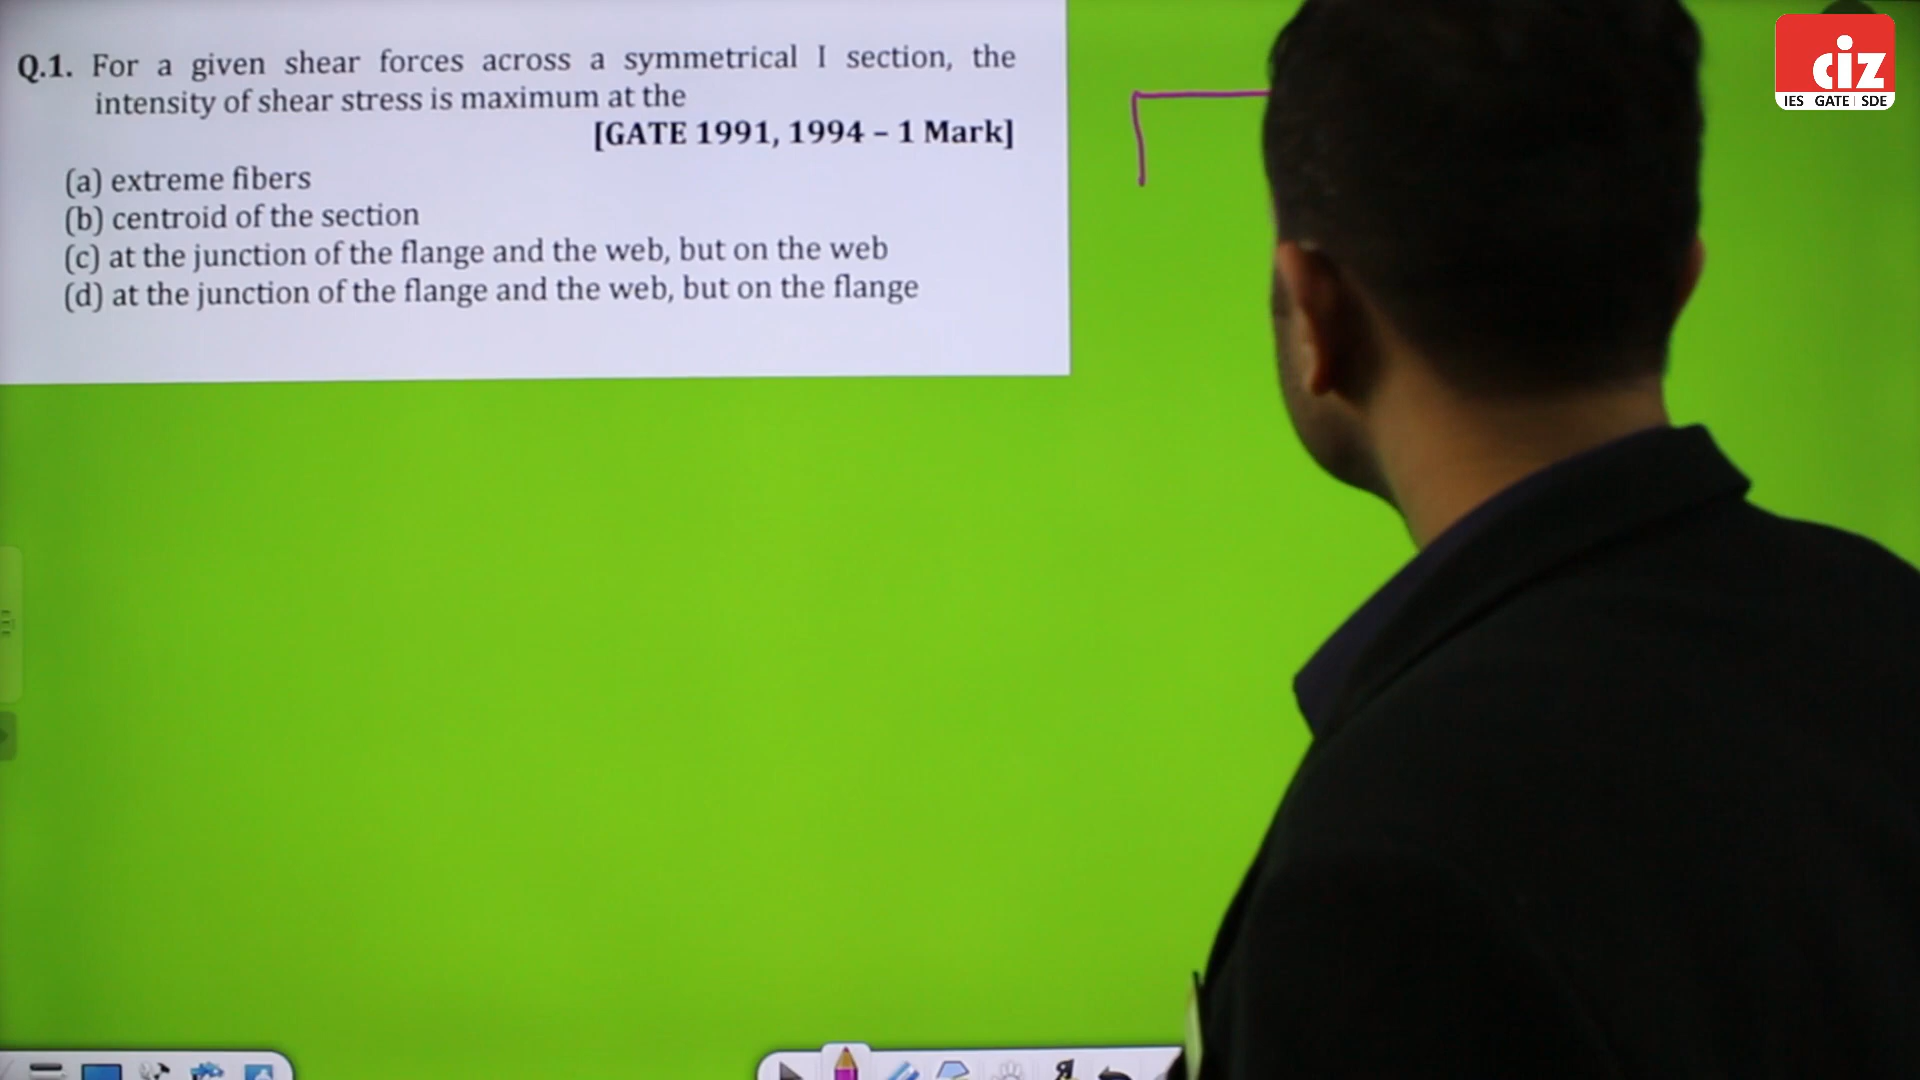 Q.1. For a given shear forces across a symmetrical I section, the
intensity of shear stress is maximum at the
[GATE 1991, 1994 – 1 Mark]
(a) extreme fibers
(b) centroid of the section
(c) at the junction of the flange and the web, but on the web
(d) at the junction of the flange and the web, but on the flange
ciz
IES GATE SDE